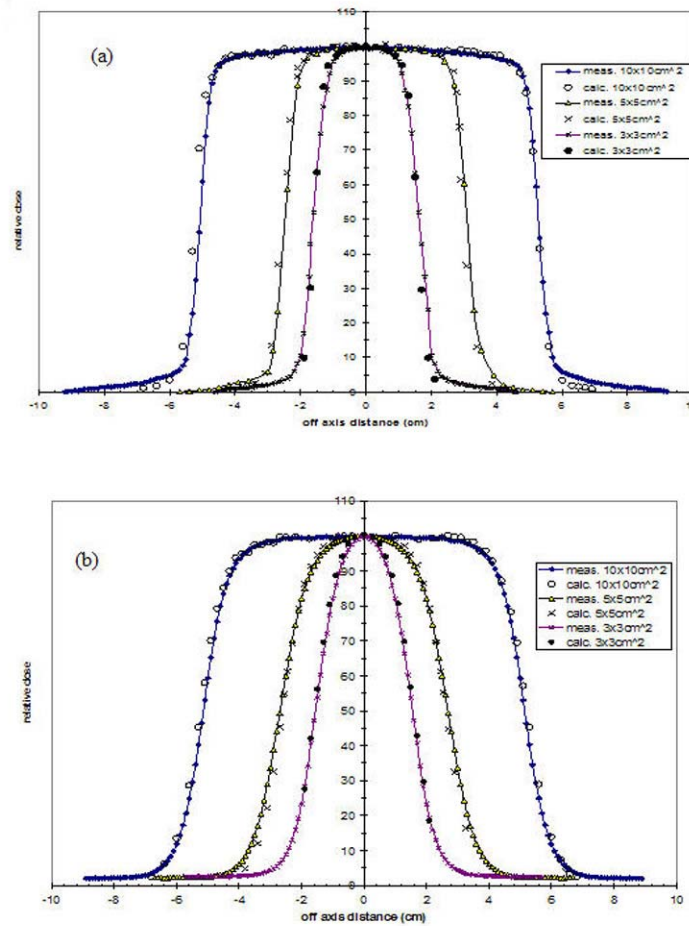 (a)
110
100
90
80
70
60
50
40
30
20
10
0
-10 -8 -6 -4 -2 0 2 4 6 8 10
relative dose
off axis distance (cm)
meas. 10x10cm^2
calc. 10x10cm^2
meas. 5x5cm^2
calc. 5x5cm^2
meas. 3x3cm^2
calc. 3x3cm^2
(b)
110
100
90
80
70
60
50
40
30
20
10
0
-10 -8 -6 -4 -2 0 2 4 6 8 10
relative dose
off axis distance (cm)
meas. 10x10cm^2
calc. 10x10cm^2
meas. 5x5cm^2
calc. 5x5cm^2
meas. 3x3cm^2
calc. 3x3cm^2